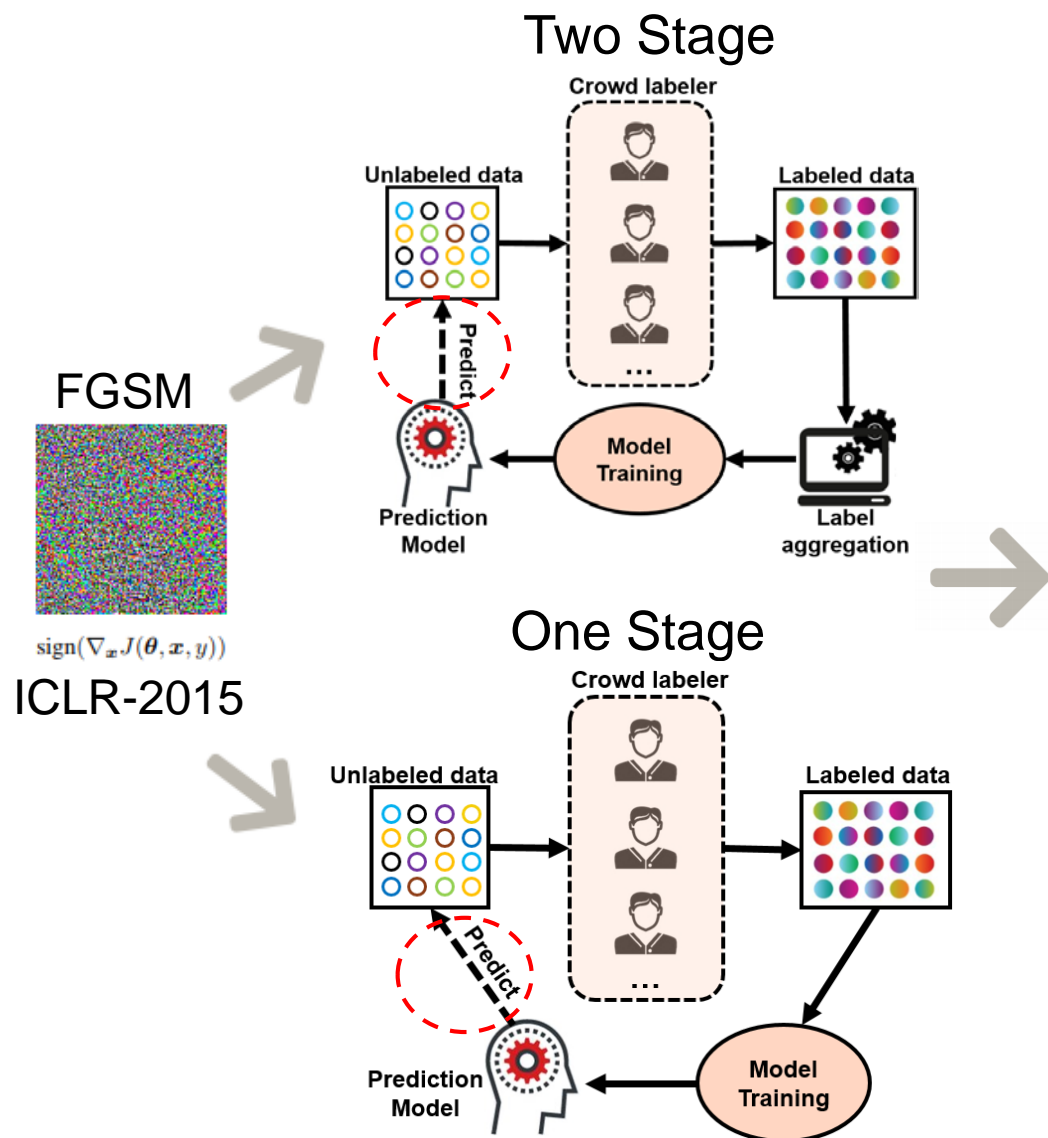 Two Stage
Crowd labeler
Unlabeled data
Labeled data
...
Predict
Model
Training
Prediction
Model
Label
aggregation
FGSM
sign(∇ₓJ(θ, x, y))
ICLR-2015
One Stage
Crowd labeler
Unlabeled data
Labeled data
...
Predict
Prediction
Model
Model
Training